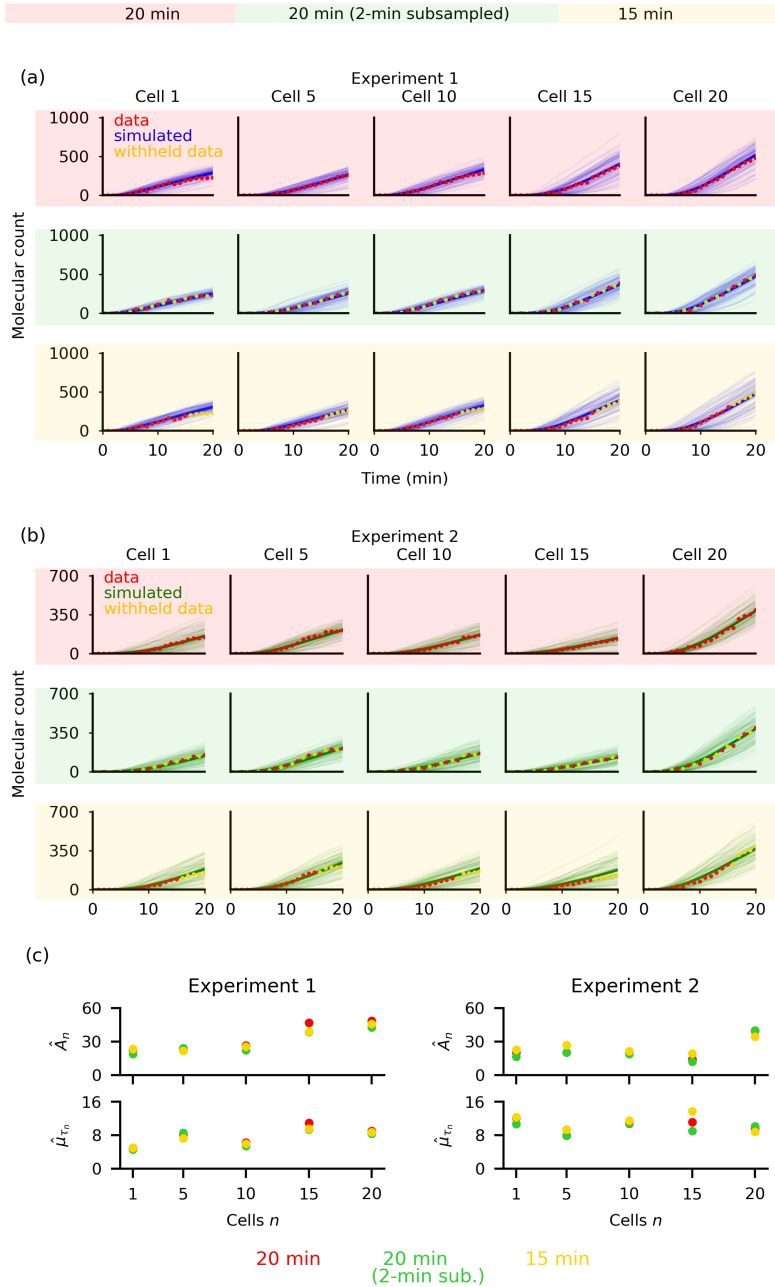 20 min 20 min (2-min subsampled) 15 min
(a)
Experiment 1
Cell 1 Cell 5 Cell 10 Cell 15 Cell 20
data
simulated
withheld data
1000
500
0
1000
500
0
1000
500
0
Molecular count
0 10 20 0 10 20 0 10 20 0 10 20 0 10 20
Time (min)
(b)
Experiment 2
Cell 1 Cell 5 Cell 10 Cell 15 Cell 20
data
simulated
withheld data
700
350
0
700
350
0
700
350
0
Molecular count
0 10 20 0 10 20 0 10 20 0 10 20 0 10 20
Time (min)
(c)
Experiment 1 Experiment 2
60
30
0
Â_n
60
30
0
Â_n
16
8
0
μ̂_τₙ
16
8
0
μ̂_τₙ
1 5 10 15 20 1 5 10 15 20
Cells n Cells n
20 min 20 min 15 min
(2-min sub.)